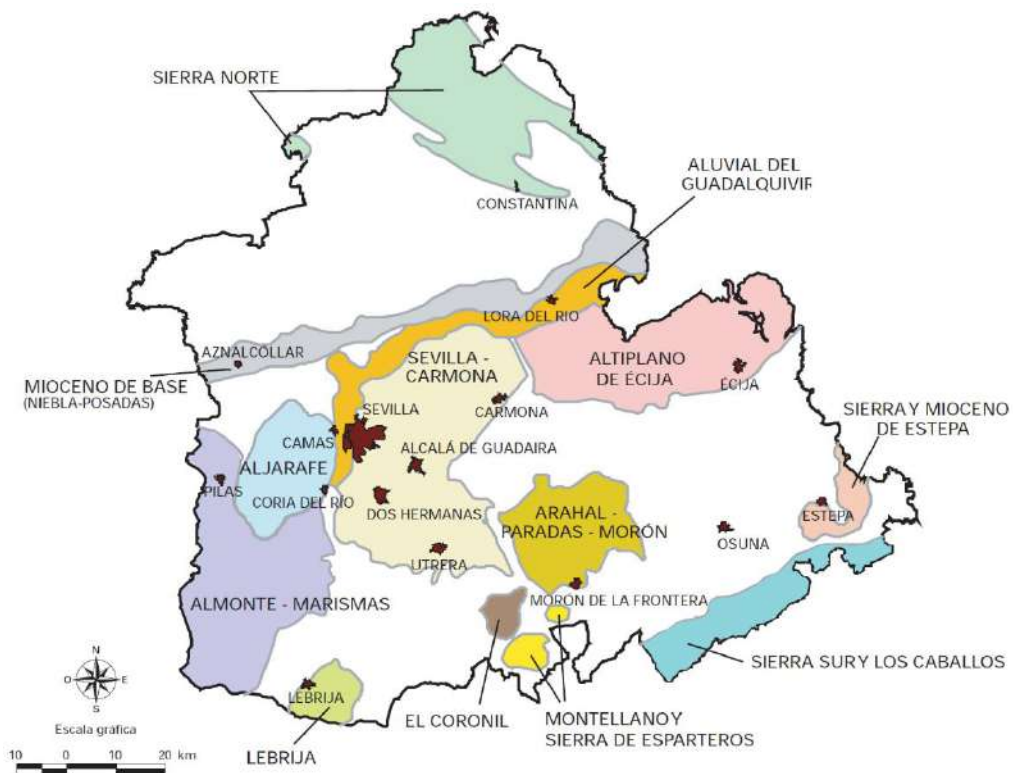 SIERRA NORTE
ALUVIAL DEL
GUADALQUIVIR
CONSTANTINA
LORA DEL RIO
AZNALCOLLAR
SEVILLA -
CARMONA
ALTIPLANO
DE ÉCIJA
ÉCIJA
MIOCENO DE BASE
(NIEBLA-POSADAS)
SEVILLA
CARMONA
SIERRA Y MIOCENO
DE ESTEPA
CAMAS
ALCALÁ DE GUADAIRA
ALJARAFE
PILAS
CORIA DEL RÍO
DOS HERMANAS
ARAHAL -
PARADAS - MORÓN
ESTEPA
OSUNA
UTRERA
ALMONTE - MARISMAS
MORÓN DE LA FRONTERA
N
O
E
S
SIERRA SUR Y LOS CABALLOS
LEBRIJA
EL CORONIL
MONTELLANO Y
SIERRA DE ESPARTEROS
Escala gráfica
LEBRIJA
10 0 10 20 km